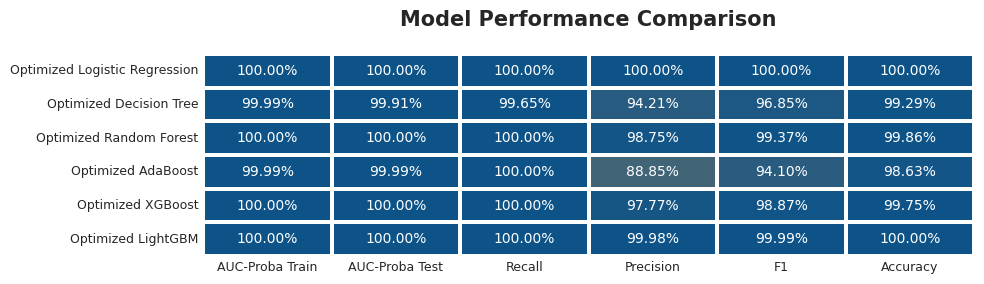 Model Performance Comparison
Optimized Logistic Regression 100.00% 100.00% 100.00% 100.00% 100.00% 100.00%
Optimized Decision Tree 99.99% 99.91% 99.65% 94.21% 96.85% 99.29%
Optimized Random Forest 100.00% 100.00% 100.00% 98.75% 99.37% 99.86%
Optimized AdaBoost 99.99% 99.99% 100.00% 88.85% 94.10% 98.63%
Optimized XGBoost 100.00% 100.00% 100.00% 97.77% 98.87% 99.75%
Optimized LightGBM 100.00% 100.00% 100.00% 99.98% 99.99% 100.00%
AUC-Proba Train AUC-Proba Test Recall Precision F1 Accuracy